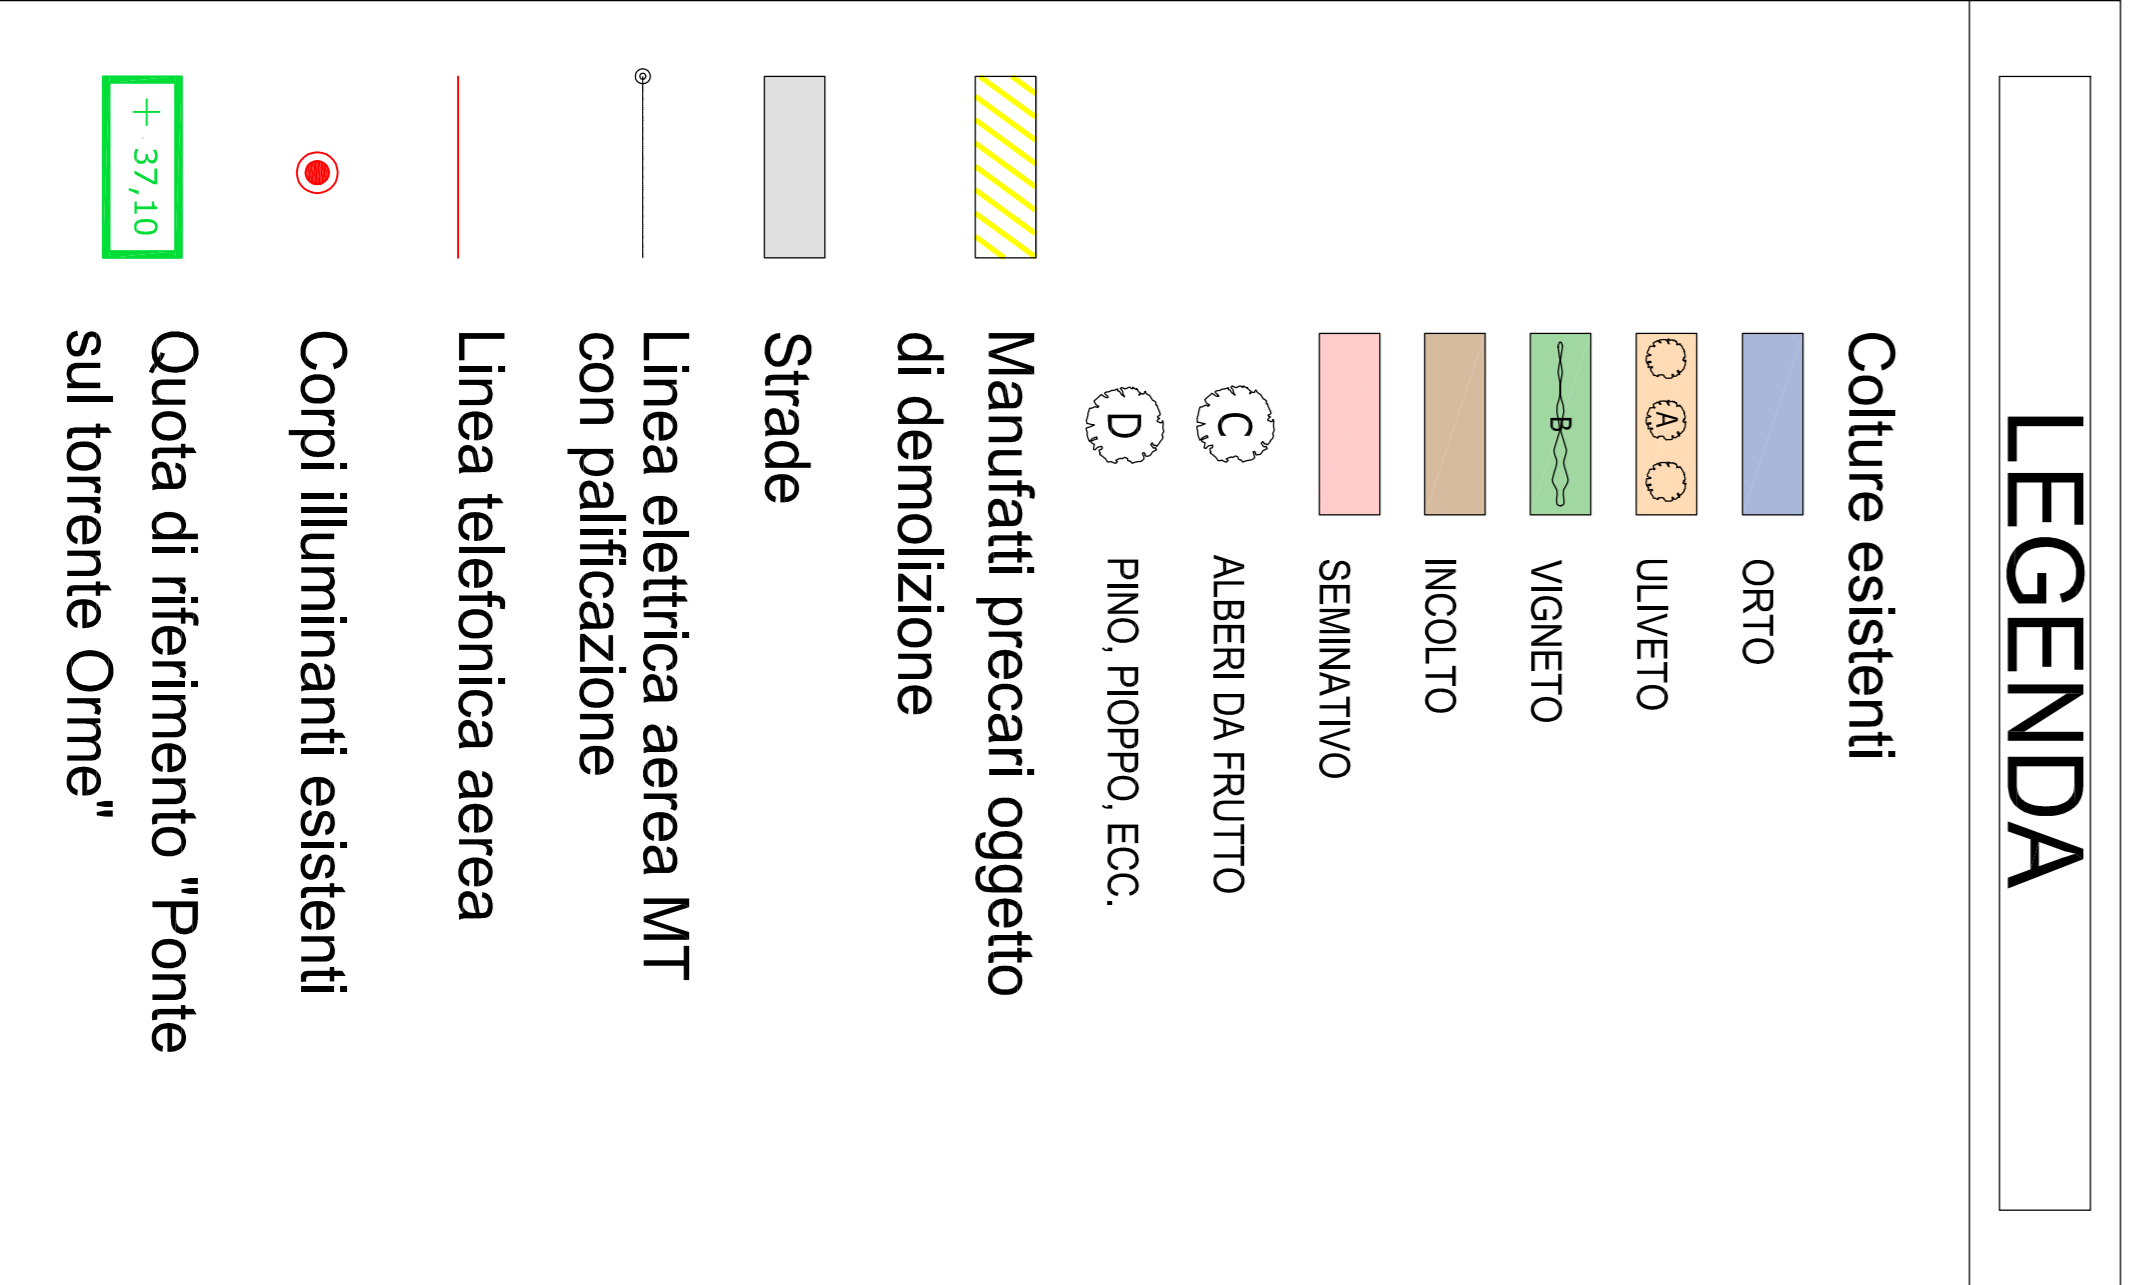 LEGENDA
Colture esistenti
ORTO
A ULIVETO
B VIGNETO
INCOLTO
SEMINATIVO
C ALBERI DA FRUTTO
D PINO, PIOPPO, ECC.
Manufatti precari oggetto
di demolizione
Strade
Linea elettrica aerea MT
con palificazione
Linea telefonica aerea
Corpi illuminanti esistenti
+ 37,10
Quota di riferimento "Ponte
sul torrente Orme"